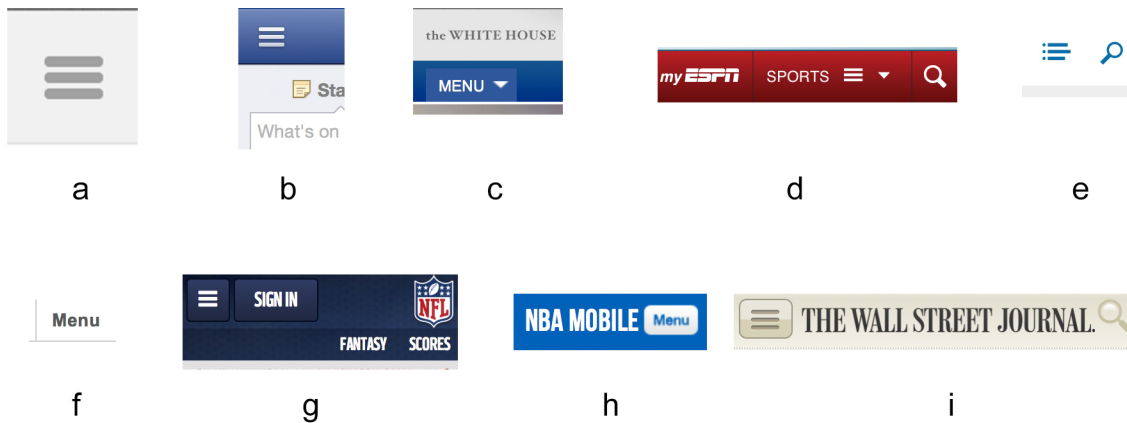 the WHITE HOUSE
Sta
MENU
my ESPN SPORTS
What's on
a b c d e
Menu
SIGN IN
NFL
FANTASY SCORES
NBA MOBILE Menu
THE WALL STREET JOURNAL.
f g h i